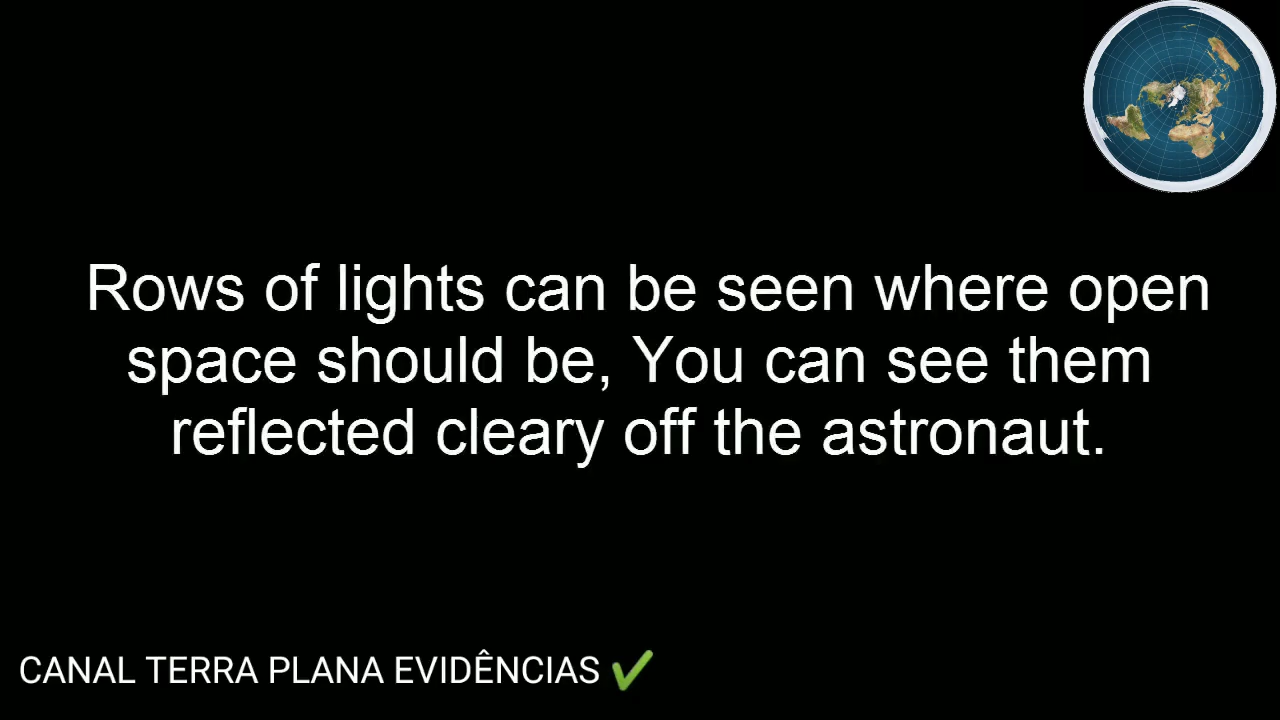 Rows of lights can be seen where open
space should be, You can see them
reflected cleary off the astronaut.
CANAL TERRA PLANA EVIDÊNCIAS ✔